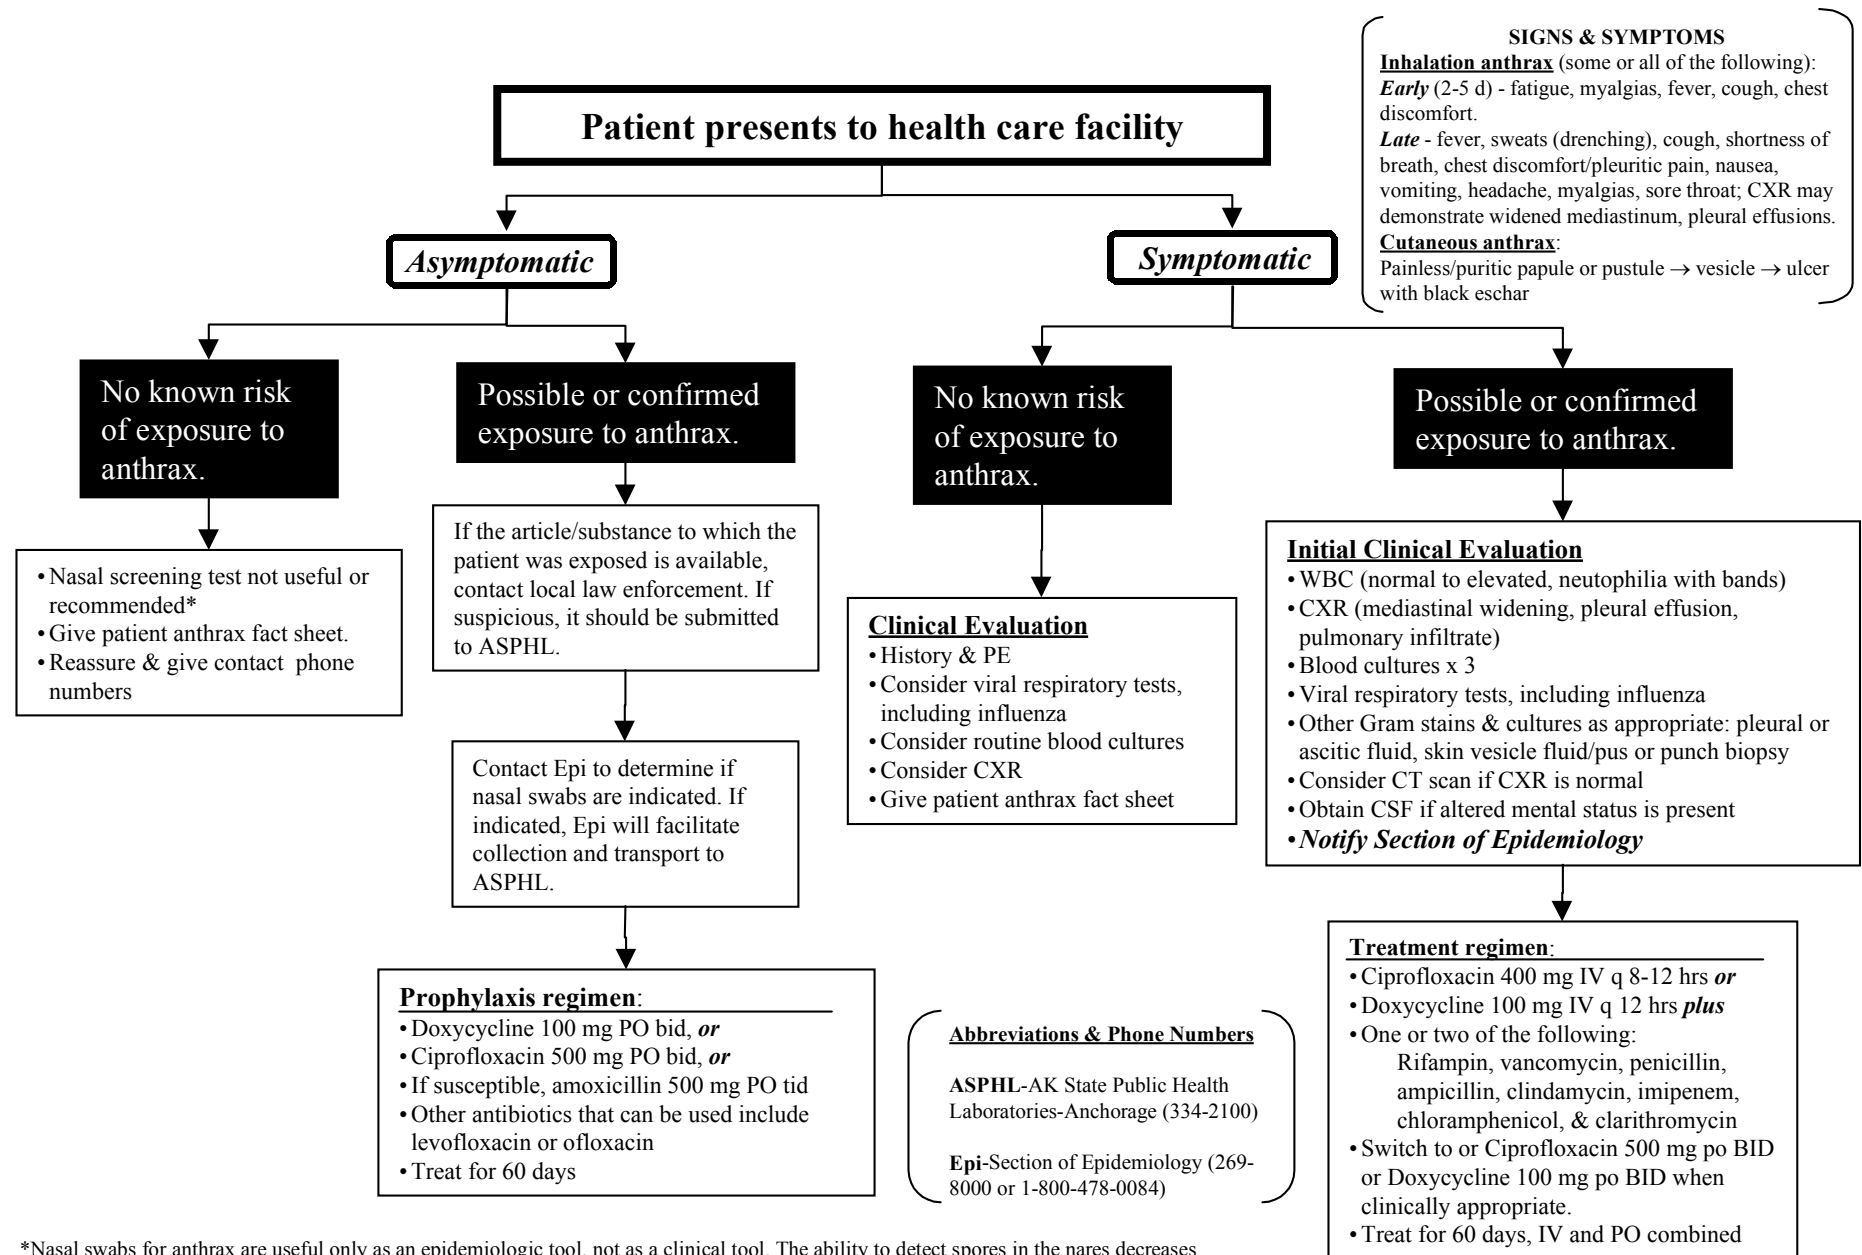 SIGNS & SYMPTOMS
Inhalation anthrax (some or all of the following):
Early (2-5 d) - fatigue, myalgias, fever, cough, chest
discomfort.
Late - fever, sweats (drenching), cough, shortness of
breath, chest discomfort/pleuritic pain, nausea,
vomiting, headache, myalgias, sore throat; CXR may
demonstrate widened mediastinum, pleural effusions.
Cutaneous anthrax:
Painless/puritic papule or pustule → vesicle → ulcer
with black eschar
Patient presents to health care facility
Asymptomatic
Symptomatic
No known risk
of exposure to
anthrax.
Possible or confirmed
exposure to anthrax.
No known risk
of exposure to
anthrax.
Possible or confirmed
exposure to anthrax.
• Nasal screening test not useful or
recommended*
• Give patient anthrax fact sheet.
• Reassure & give contact phone
numbers
If the article/substance to which the
patient was exposed is available,
contact local law enforcement. If
suspicious, it should be submitted
to ASPHL.
Contact Epi to determine if
nasal swabs are indicated. If
indicated, Epi will facilitate
collection and transport to
ASPHL.
Prophylaxis regimen:
• Doxycycline 100 mg PO bid, or
• Ciprofloxacin 500 mg PO bid, or
• If susceptible, amoxicillin 500 mg PO tid
• Other antibiotics that can be used include
levofloxacin or ofloxacin
• Treat for 60 days
Clinical Evaluation
• History & PE
• Consider viral respiratory tests,
including influenza
• Consider routine blood cultures
• Consider CXR
• Give patient anthrax fact sheet
Initial Clinical Evaluation
• WBC (normal to elevated, neutophilia with bands)
• CXR (mediastinal widening, pleural effusion,
pulmonary infiltrate)
• Blood cultures x 3
• Viral respiratory tests, including influenza
• Other Gram stains & cultures as appropriate: pleural or
ascitic fluid, skin vesicle fluid/pus or punch biopsy
• Consider CT scan if CXR is normal
• Obtain CSF if altered mental status is present
• Notify Section of Epidemiology
Treatment regimen:
• Ciprofloxacin 400 mg IV q 8-12 hrs or
• Doxycycline 100 mg IV q 12 hrs plus
• One or two of the following:
Rifampin, vancomycin, penicillin,
ampicillin, clindamycin, imipenem,
chloramphenicol, & clarithromycin
• Switch to or Ciprofloxacin 500 mg po BID
or Doxycycline 100 mg po BID when
clinically appropriate.
• Treat for 60 days, IV and PO combined
Abbreviations & Phone Numbers
ASPHL-AK State Public Health
Laboratories-Anchorage (334-2100)
Epi-Section of Epidemiology (269-
8000 or 1-800-478-0084)
*Nasal swabs for anthrax are useful only as an epidemiologic tool, not as a clinical tool. The ability to detect spores in the nares decreases